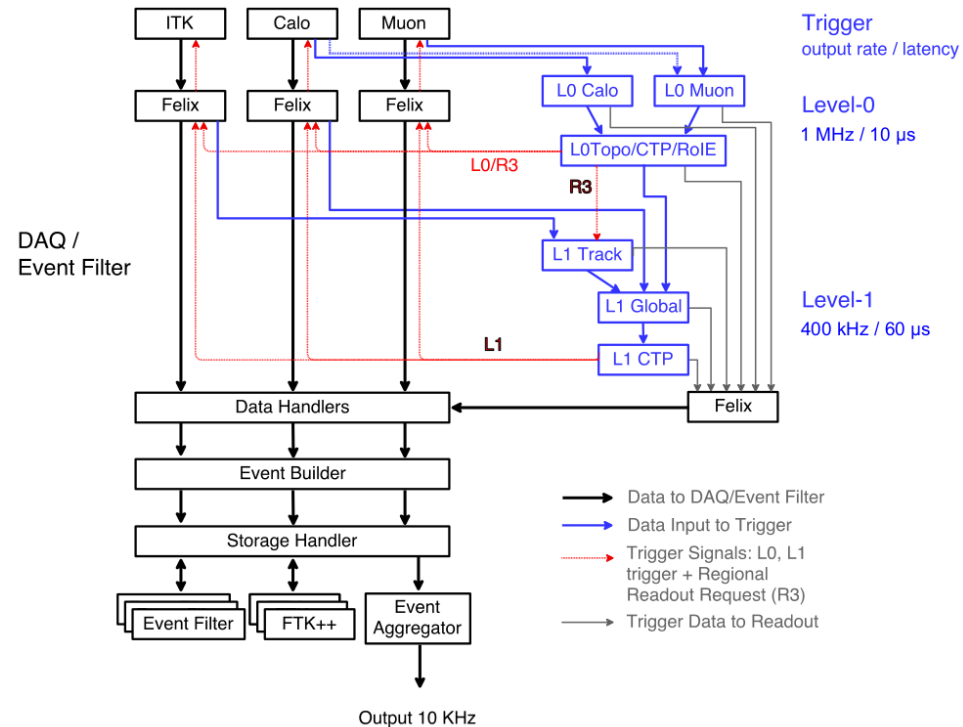 ITK
Calo
Muon
Trigger
output rate / latency
L0 Calo
L0 Muon
Felix
Felix
Felix
Level-0
1 MHz / 10 μs
L0Topo/CTP/RoIE
L0/R3
R3
DAQ /
Event Filter
L1 Track
L1 Global
Level-1
400 kHz / 60 μs
L1
L1 CTP
Data Handlers
Felix
Event Builder
Data to DAQ/Event Filter
Data Input to Trigger
Storage Handler
Trigger Signals: L0, L1
trigger + Regional
Readout Request (R3)
Event Filter
FTK++
Event
Aggregator
Trigger Data to Readout
Output 10 KHz